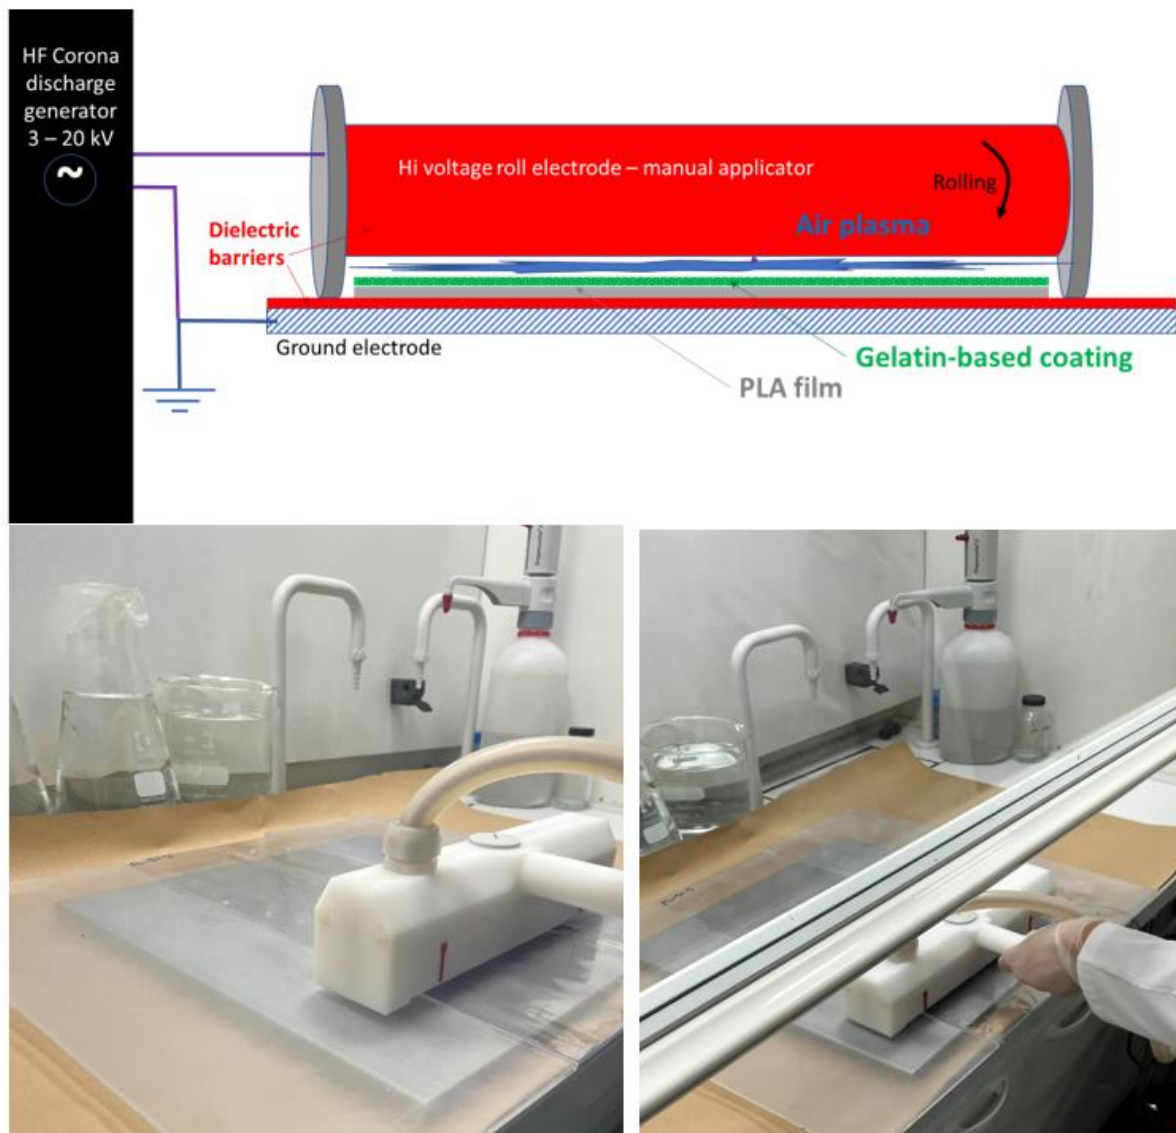 HF Corona
discharge
generator
3 – 20 kV
~
Hi voltage roll electrode – manual applicator
Rolling
Air plasma
Dielectric
barriers
Ground electrode
Gelatin-based coating
PLA film